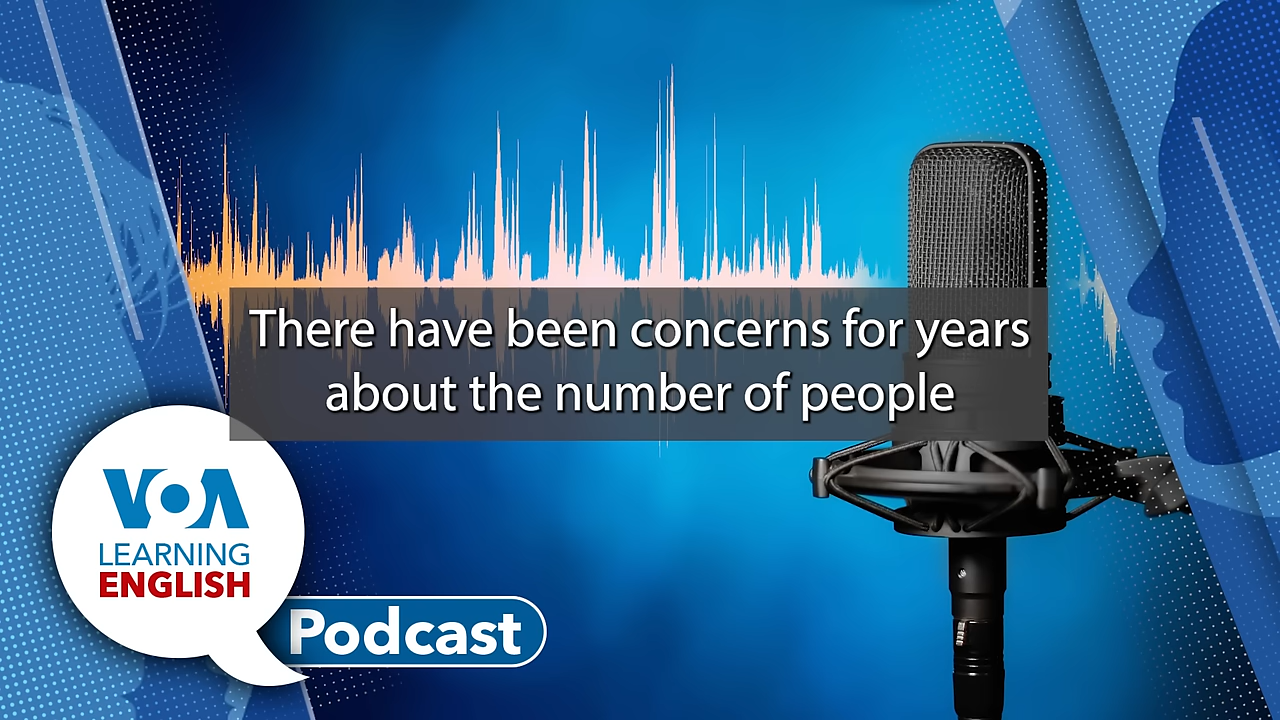 There have been concerns for years
about the number of people
VOA
LEARNING
ENGLISH
Podcast